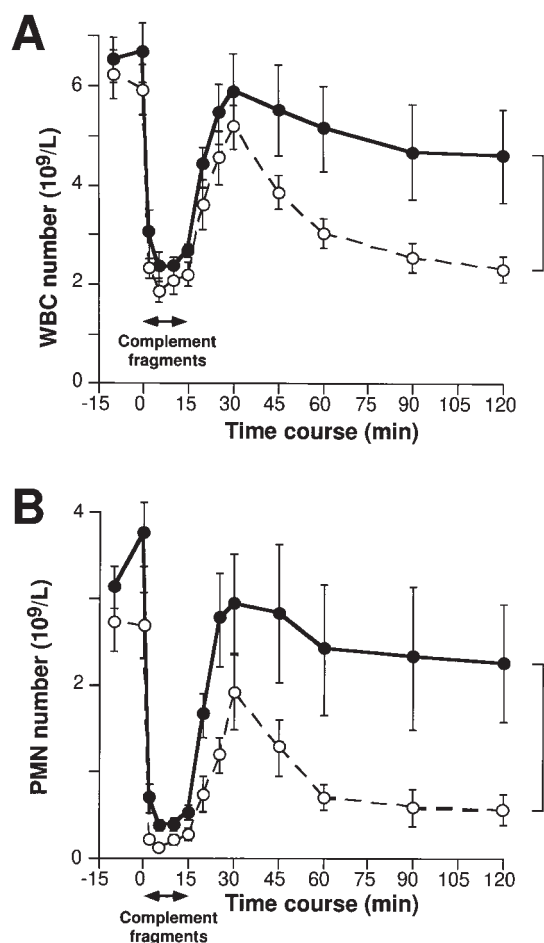 A
WBC number (10⁹/L)
6
4
2
0
Complement
fragments
-15 0 15 30 45 60 75 90 105 120
Time course (min)
B
PMN number (10⁹/L)
4
2
0
-15 0 15 30 45 60 75 90 105 120
Time course (min)
Complement
fragments